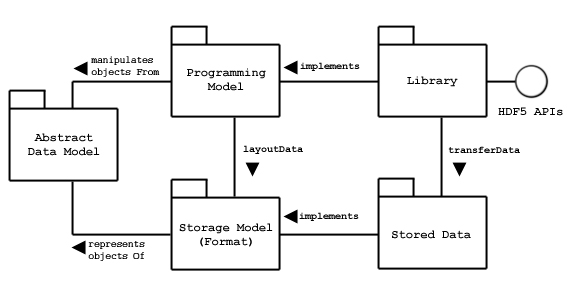 manipulates
objects From
Programming
Model
implements
Library
HDF5 APIs
Abstract
Data Model
layoutData
transferData
represents
objects Of
Storage Model
(Format)
implements
Stored Data